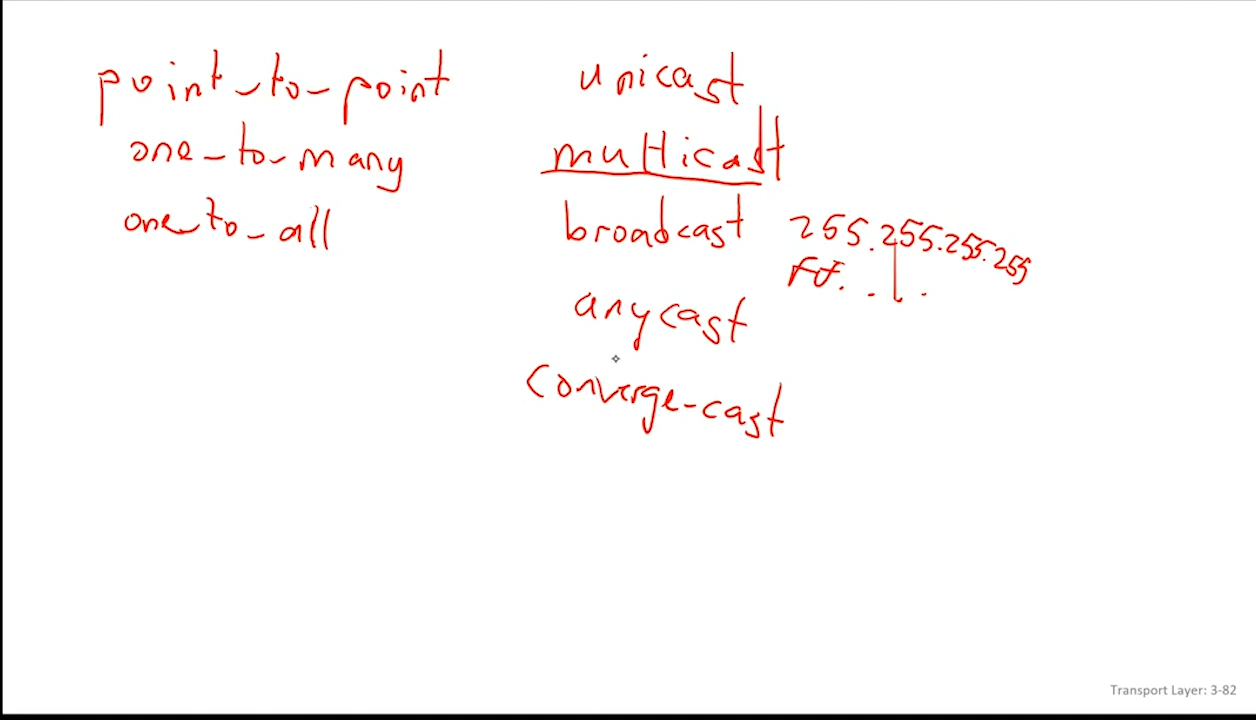 point-to-point unicast
one-to-many multicast
one-to-all broadcast 255.255.255.255
FF. . .
anycast
converge-cast
Transport Layer: 3-82